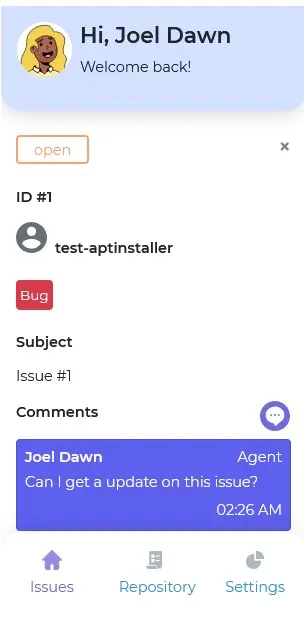 Hi, Joel Dawn
Welcome back!
open ×
ID #1
test-aptinstaller
Bug
Subject
Issue #1
Comments
Joel Dawn Agent
Can I get a update on this issue?
02:26 AM
Issues Repository Settings